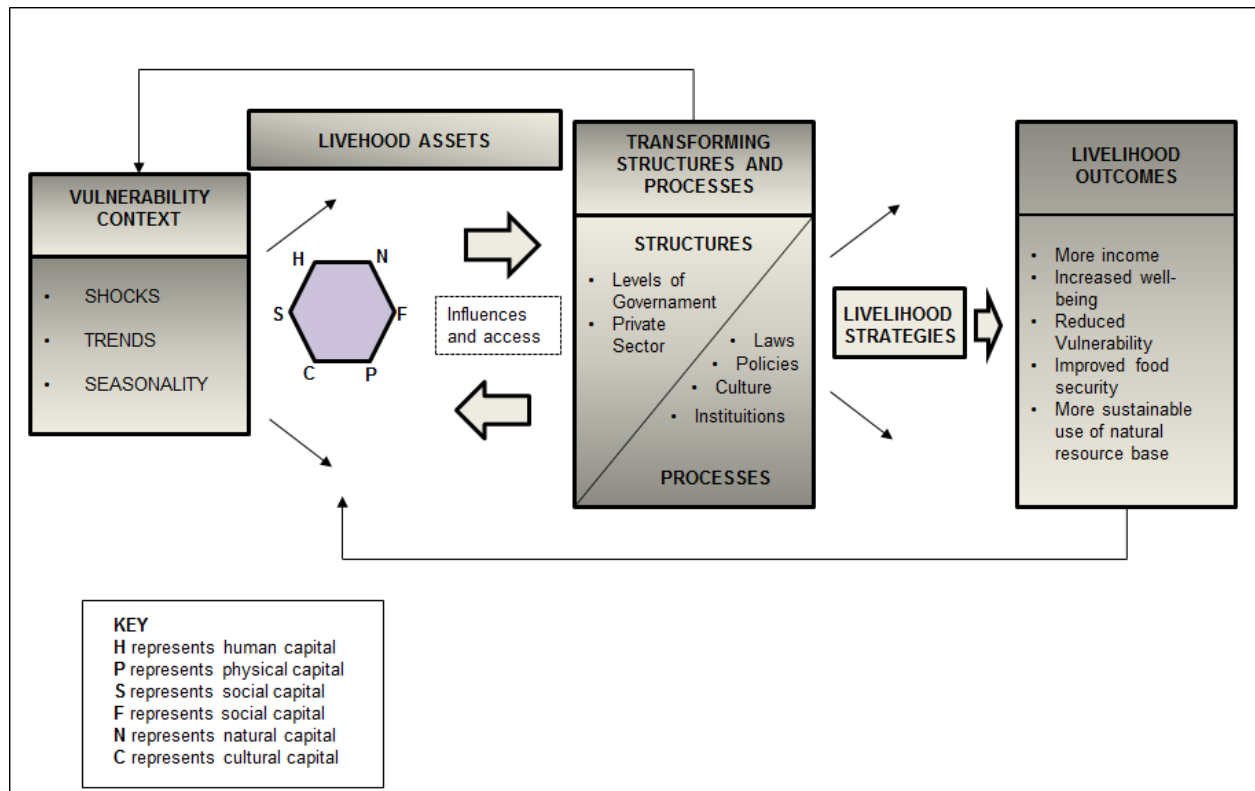 LIVEHOOD ASSETS
VULNERABILITY
CONTEXT
• SHOCKS
• TRENDS
• SEASONALITY
H
N
S
F
C
P
Influences
and access
TRANSFORMING
STRUCTURES AND
PROCESSES
STRUCTURES
• Levels of
Governament
• Private
Sector
• Laws
• Policies
• Culture
• Instituitions
PROCESSES
LIVELIHOOD
STRATEGIES
LIVELIHOOD
OUTCOMES
• More income
• Increased well-
being
• Reduced
Vulnerability
• Improved food
security
• More sustainable
use of natural
resource base
KEY
H represents human capital
P represents physical capital
S represents social capital
F represents social capital
N represents natural capital
C represents cultural capital